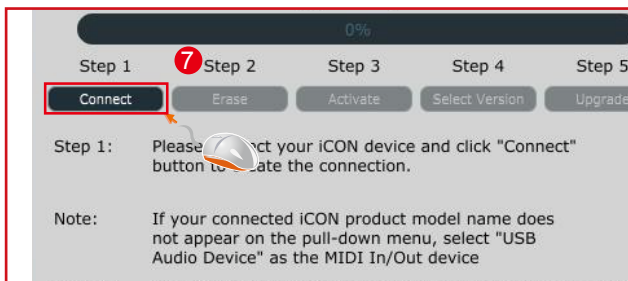 0%
Step 1 Step 2 Step 3 Step 4 Step 5
7
Connect Erase Activate Select Version Upgrade
Step 1: Please your iCON device and click "Connect"
button to the connection.
Note: If your connected iCON product model name does
not appear on the pull-down menu, select "USB
Audio Device" as the MIDI In/Out device